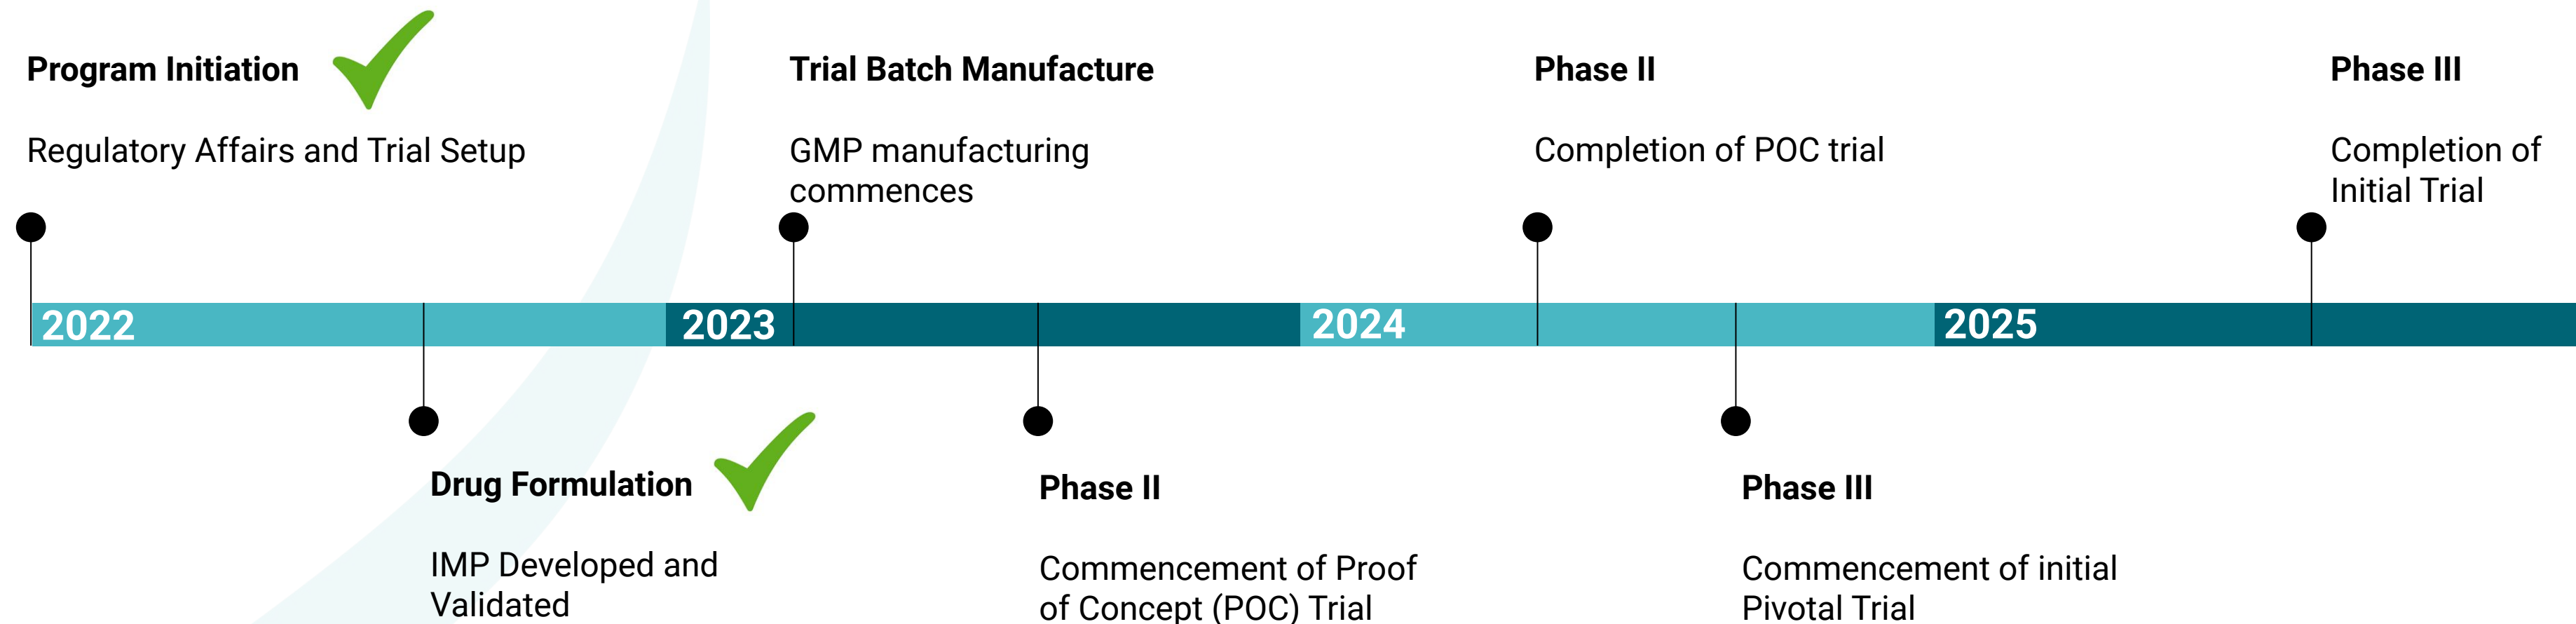 Program Initiation
Regulatory Affairs and Trial Setup
Trial Batch Manufacture
GMP manufacturing
commences
Phase II
Completion of POC trial
Phase III
Completion of
Initial Trial
2022
2023
2024
2025
Drug Formulation
IMP Developed and
Validated
Phase II
Commencement of Proof
of Concept (POC) Trial
Phase III
Commencement of initial
Pivotal Trial